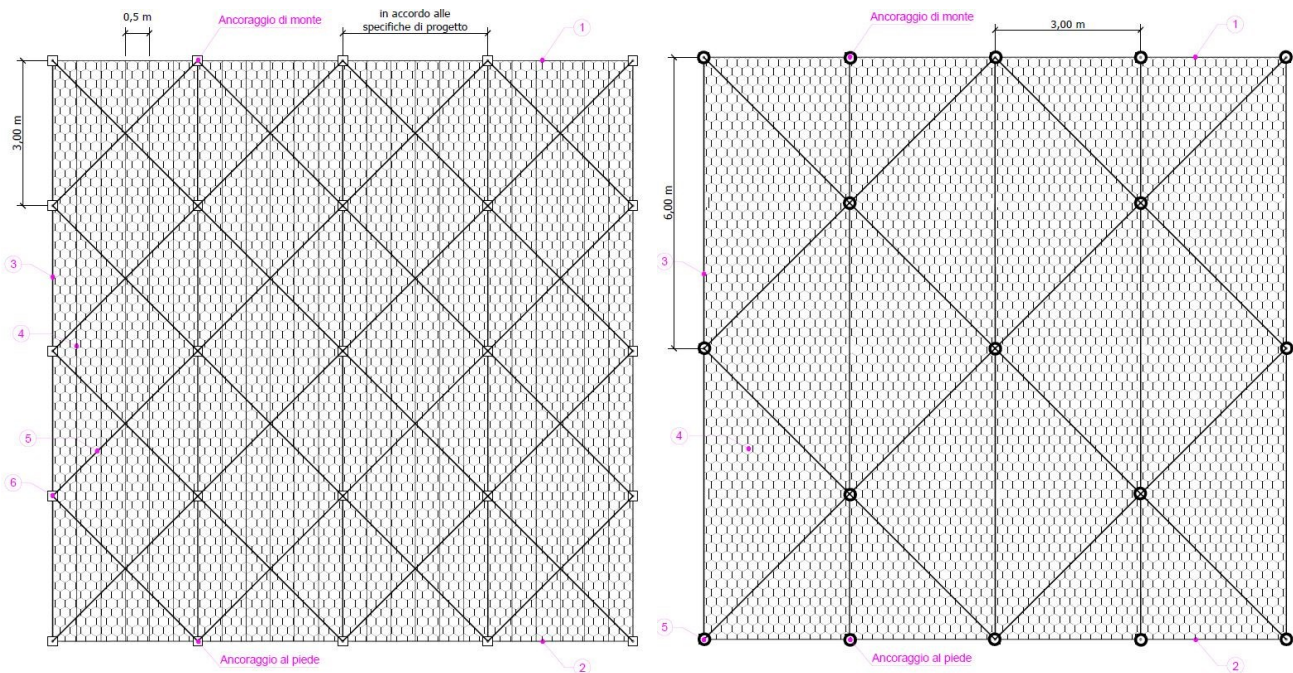 0,5 m
Ancoraggio di monte
in accordo alle
specifiche di progetto
1
3,00 m
3
4
5
6
Ancoraggio al piede
2
Ancoraggio di monte
3,00 m
1
6,00 m
3
4
5
Ancoraggio al piede
2